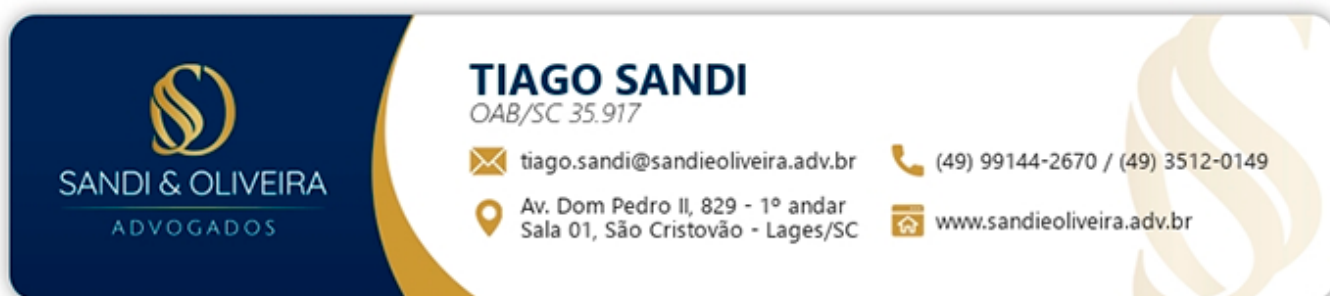 SANDI & OLIVEIRA
ADVOGADOS
TIAGO SANDI
OAB/SC 35.917
tiago.sandi@sandieoliveira.adv.br
(49) 99144-2670 / (49) 3512-0149
Av. Dom Pedro II, 829 - 1º andar
Sala 01, São Cristovão - Lages/SC
www.sandieoliveira.adv.br